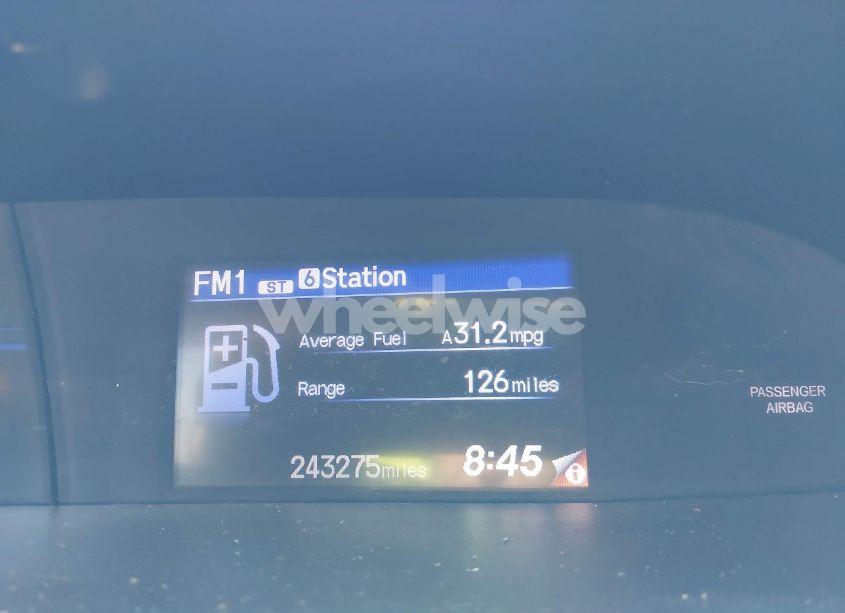 FM1 ST 6 Station
wheelwise
Average Fuel A31.2mpg
Range 126miles
PASSENGER
AIRBAG
243275miles 8:45 i